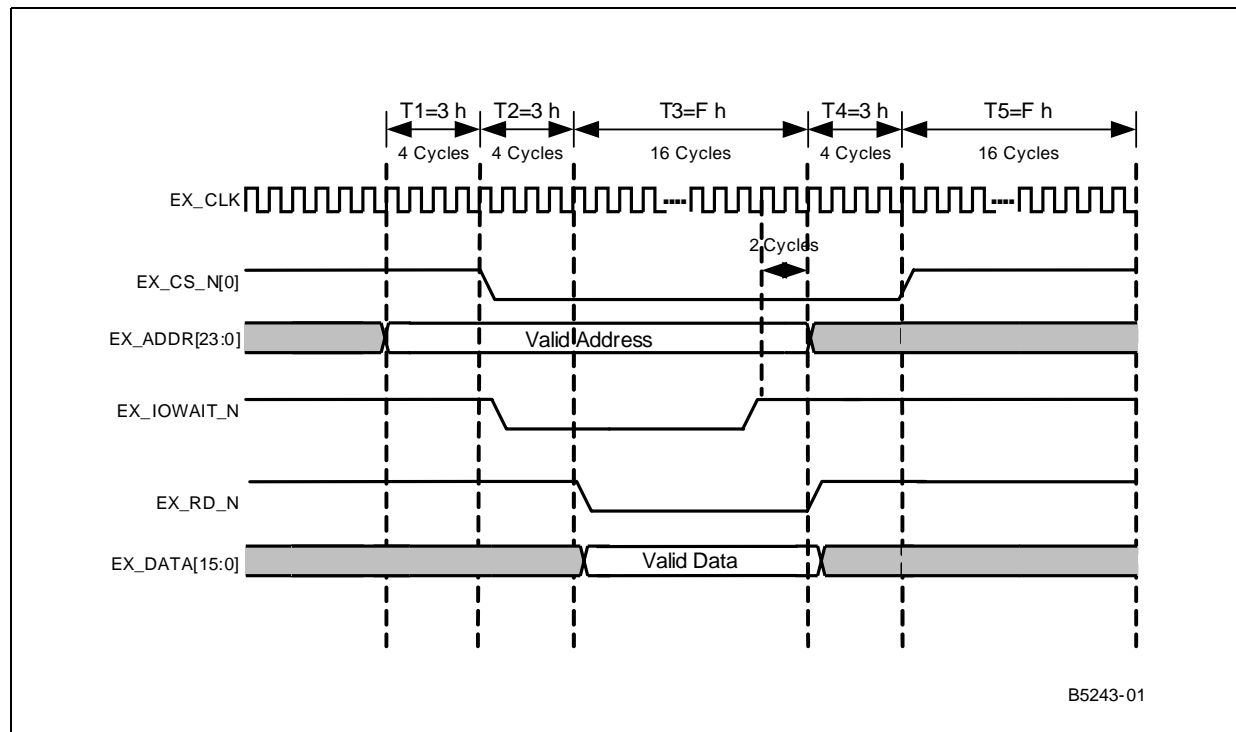 T1=3 h T2=3 h T3=F h T4=3 h T5=F h
4 Cycles 4 Cycles 16 Cycles 4 Cycles 16 Cycles
EX_CLK
2 Cycles
EX_CS_N[0]
EX_ADDR[23:0] Valid Address
EX_IOWAIT_N
EX_RD_N
EX_DATA[15:0] Valid Data
B5243-01